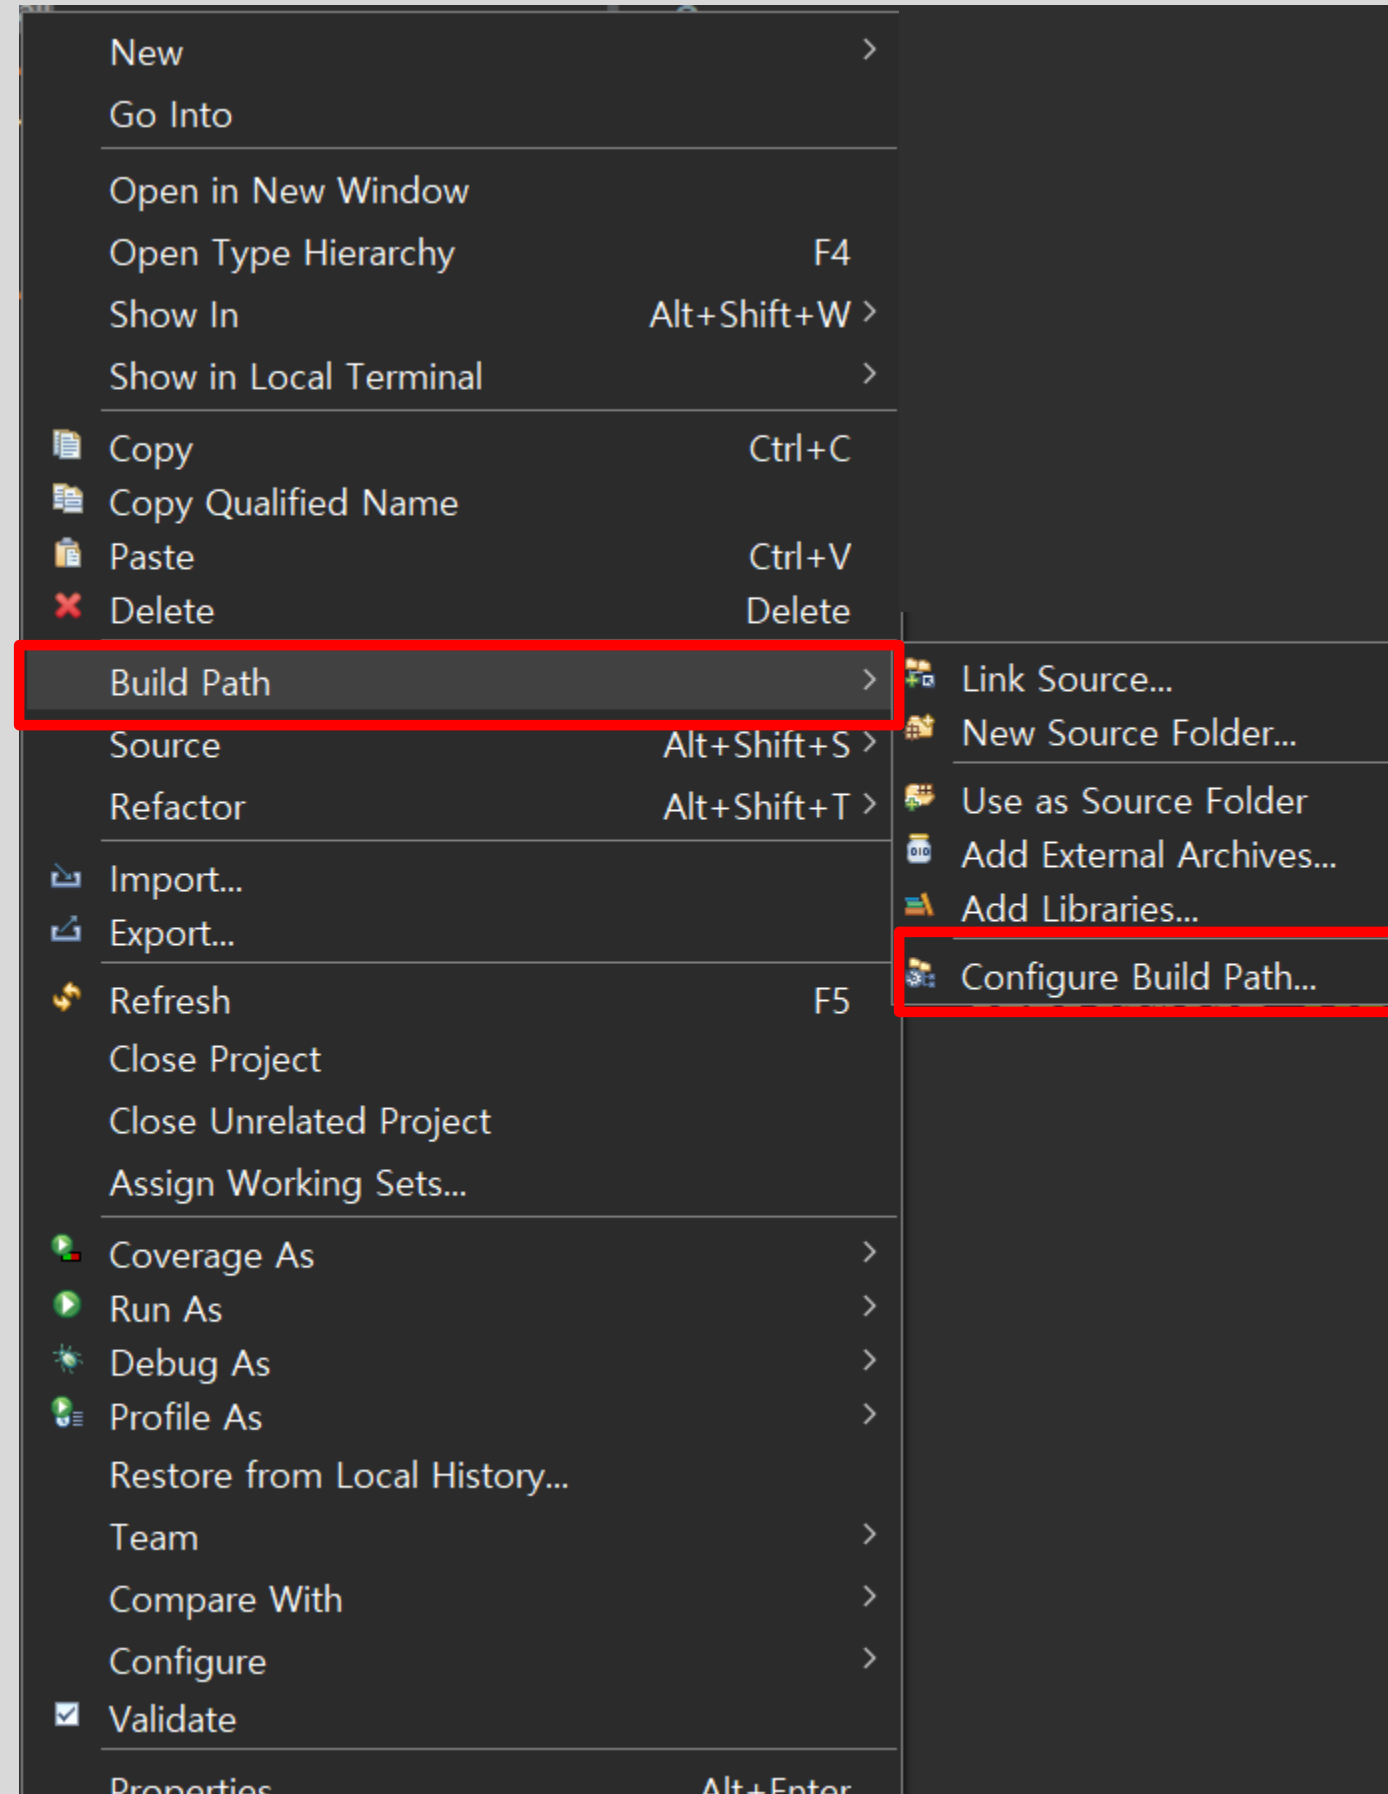 New
Go Into
Open in New Window
Open Type Hierarchy F4
Show In Alt+Shift+W
Show in Local Terminal
Copy Ctrl+C
Copy Qualified Name
Paste Ctrl+V
Delete Delete
Build Path
Source Alt+Shift+S
Refactor Alt+Shift+T
Import...
Export...
Refresh F5
Close Project
Close Unrelated Project
Assign Working Sets...
Coverage As
Run As
Debug As
Profile As
Restore from Local History...
Team
Compare With
Configure
Validate
Properties Alt+Enter
Link Source...
New Source Folder...
Use as Source Folder
Add External Archives...
Add Libraries...
Configure Build Path...